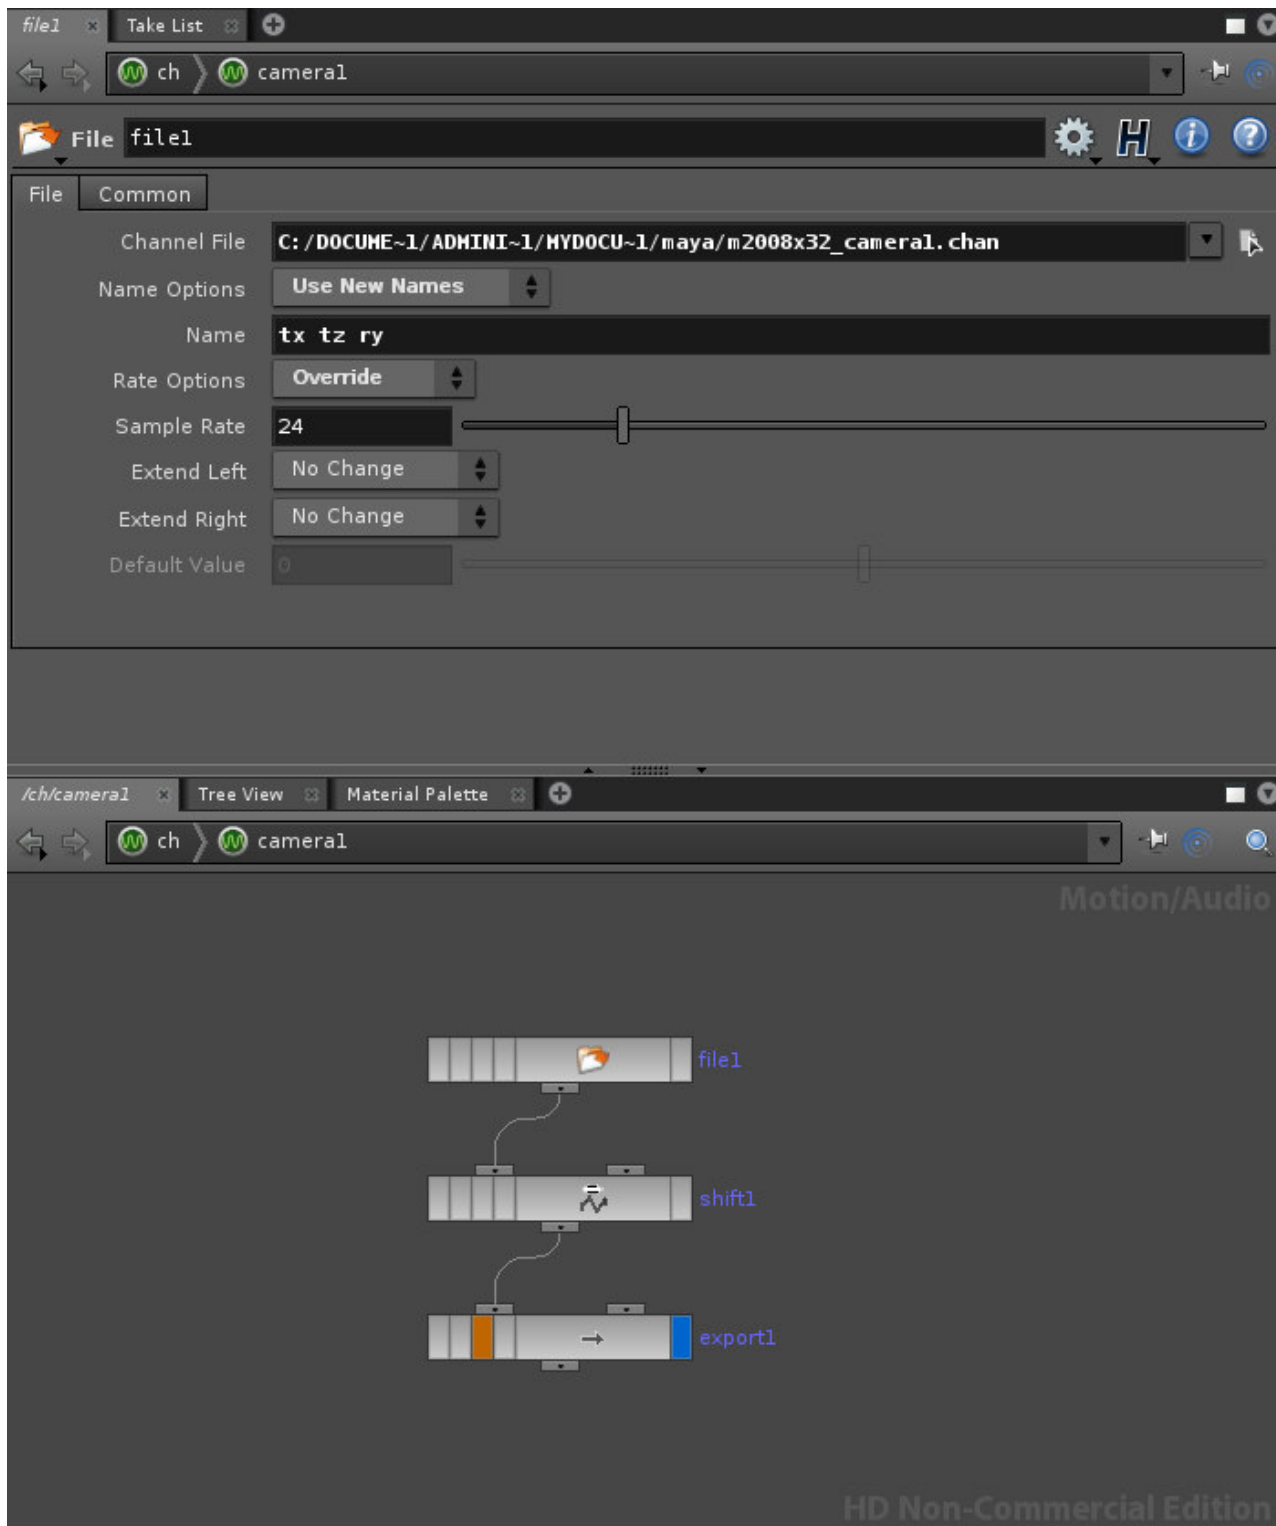 file1 Take List
ch camera1
File file1
File Common
Channel File C:/DOCUME~1/ADMINI~1/MYDOCU~1/maya/m2008x32_camera1.chan
Name Options Use New Names
Name tx tz ry
Rate Options Override
Sample Rate 24
Extend Left No Change
Extend Right No Change
Default Value 0
/ch/camera1 Tree View Material Palette
ch camera1
Motion/Audio
file1
shift1
export1
HD Non-Commercial Edition